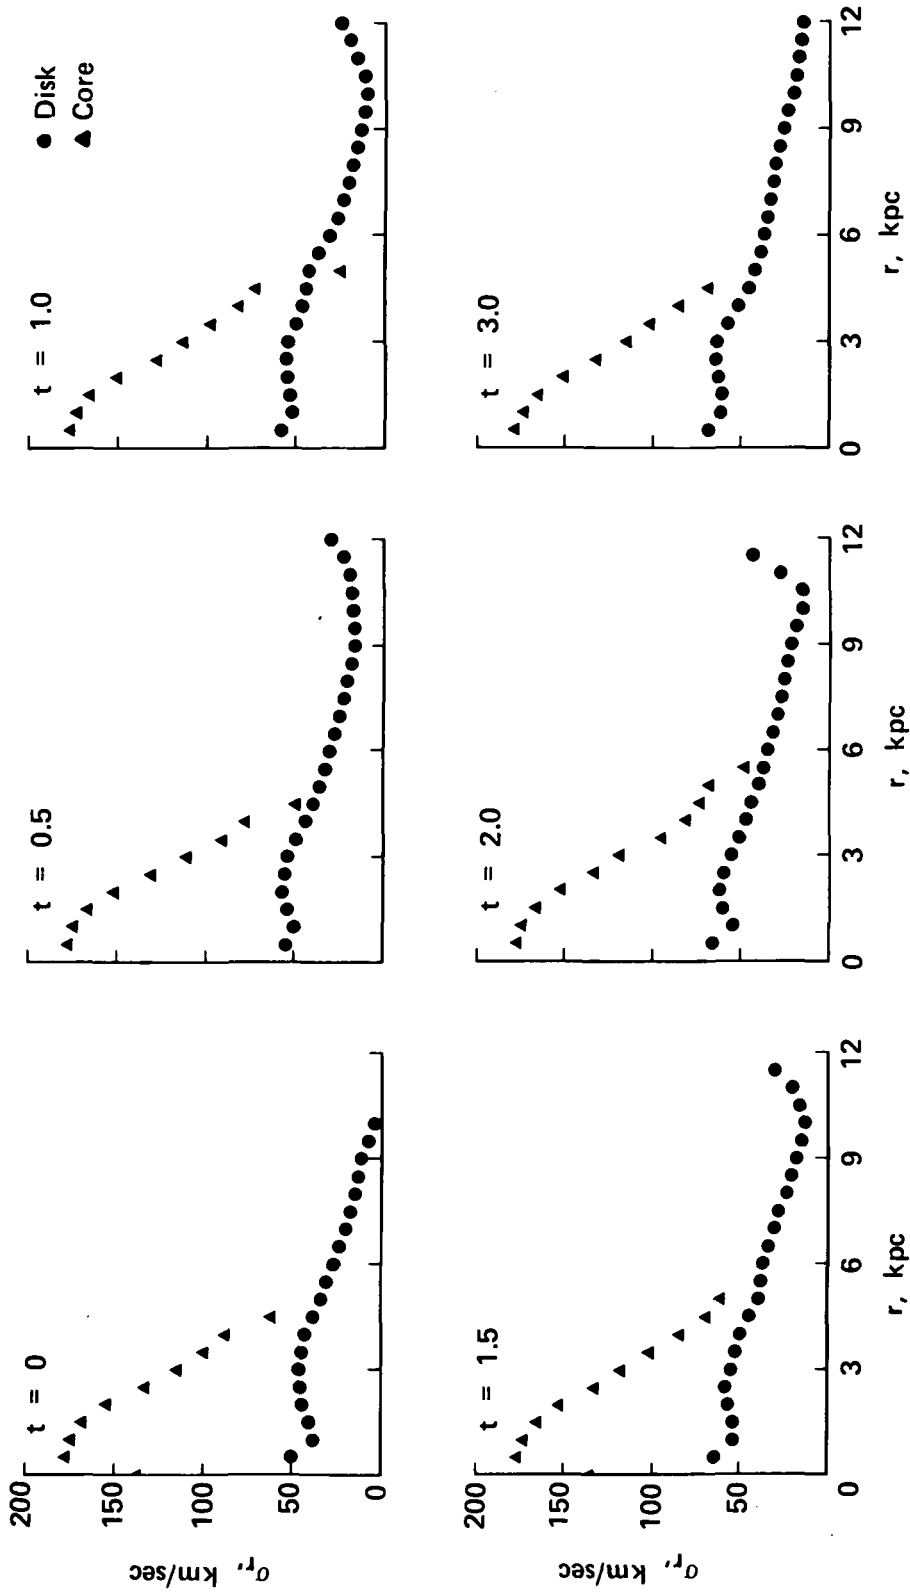 t = 0
t = 0.5
t = 1.0
● Disk
▲ Core
200
150
100
50
0
σr, km/sec
t = 1.5
t = 2.0
t = 3.0
200
150
100
50
0
σr, km/sec
0 3 6 9 12
r, kpc
0 3 6 9 12
r, kpc
0 3 6 9 12
r, kpc